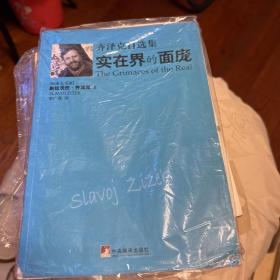 齐泽克自选集
实在界的面庞
The Grimaces of the Real
斯拉沃热·齐泽克 著
SLAVOJ ZIZEK
slavoj Zizek
中央编译出版社